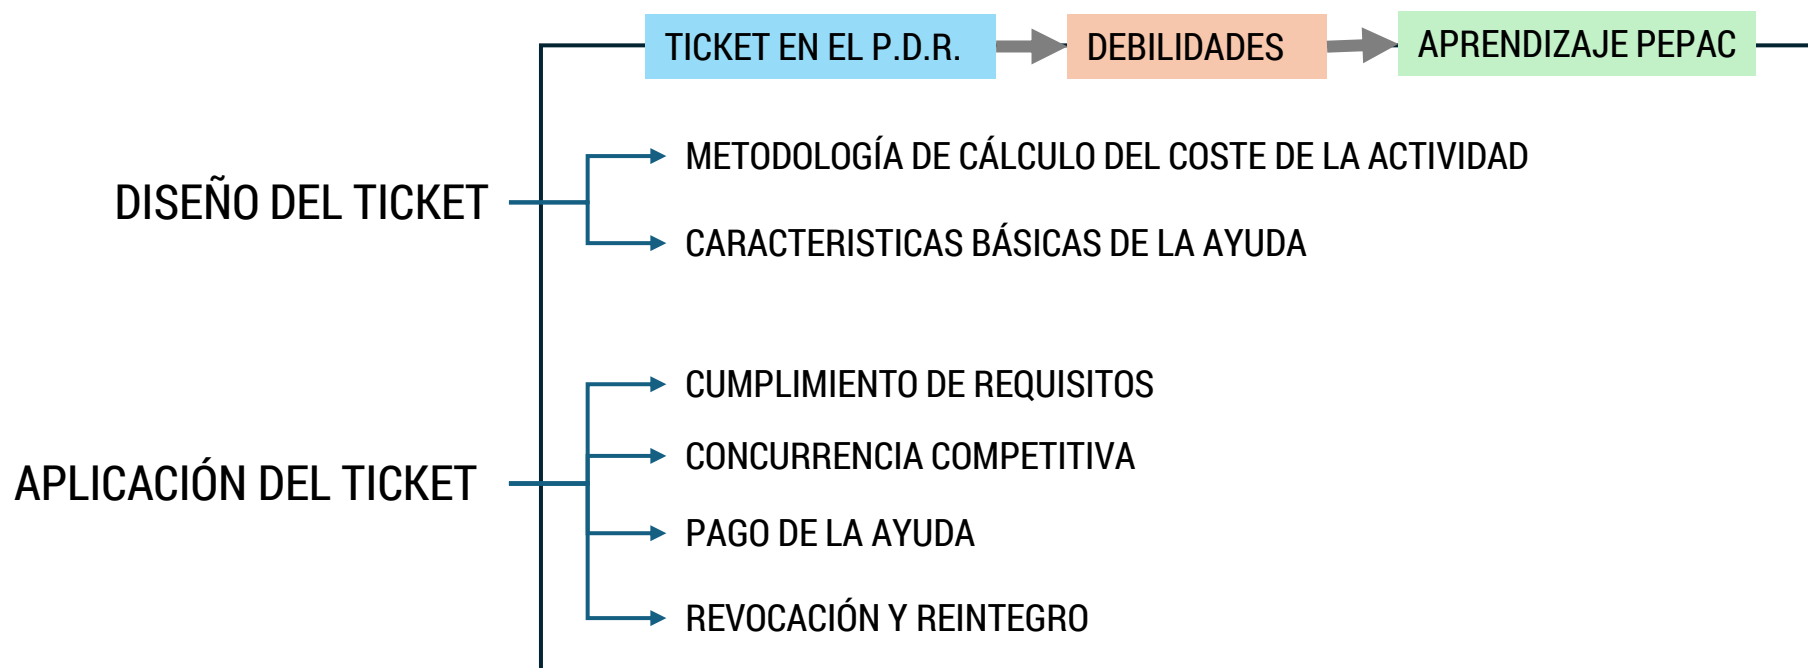 TICKET EN EL P.D.R.
DEBILIDADES
APRENDIZAJE PEPAC
DISEÑO DEL TICKET
METODOLOGÍA DE CÁLCULO DEL COSTE DE LA ACTIVIDAD
CARACTERISTICAS BÁSICAS DE LA AYUDA
APLICACIÓN DEL TICKET
CUMPLIMIENTO DE REQUISITOS
CONCURRENCIA COMPETITIVA
PAGO DE LA AYUDA
REVOCACIÓN Y REINTEGRO